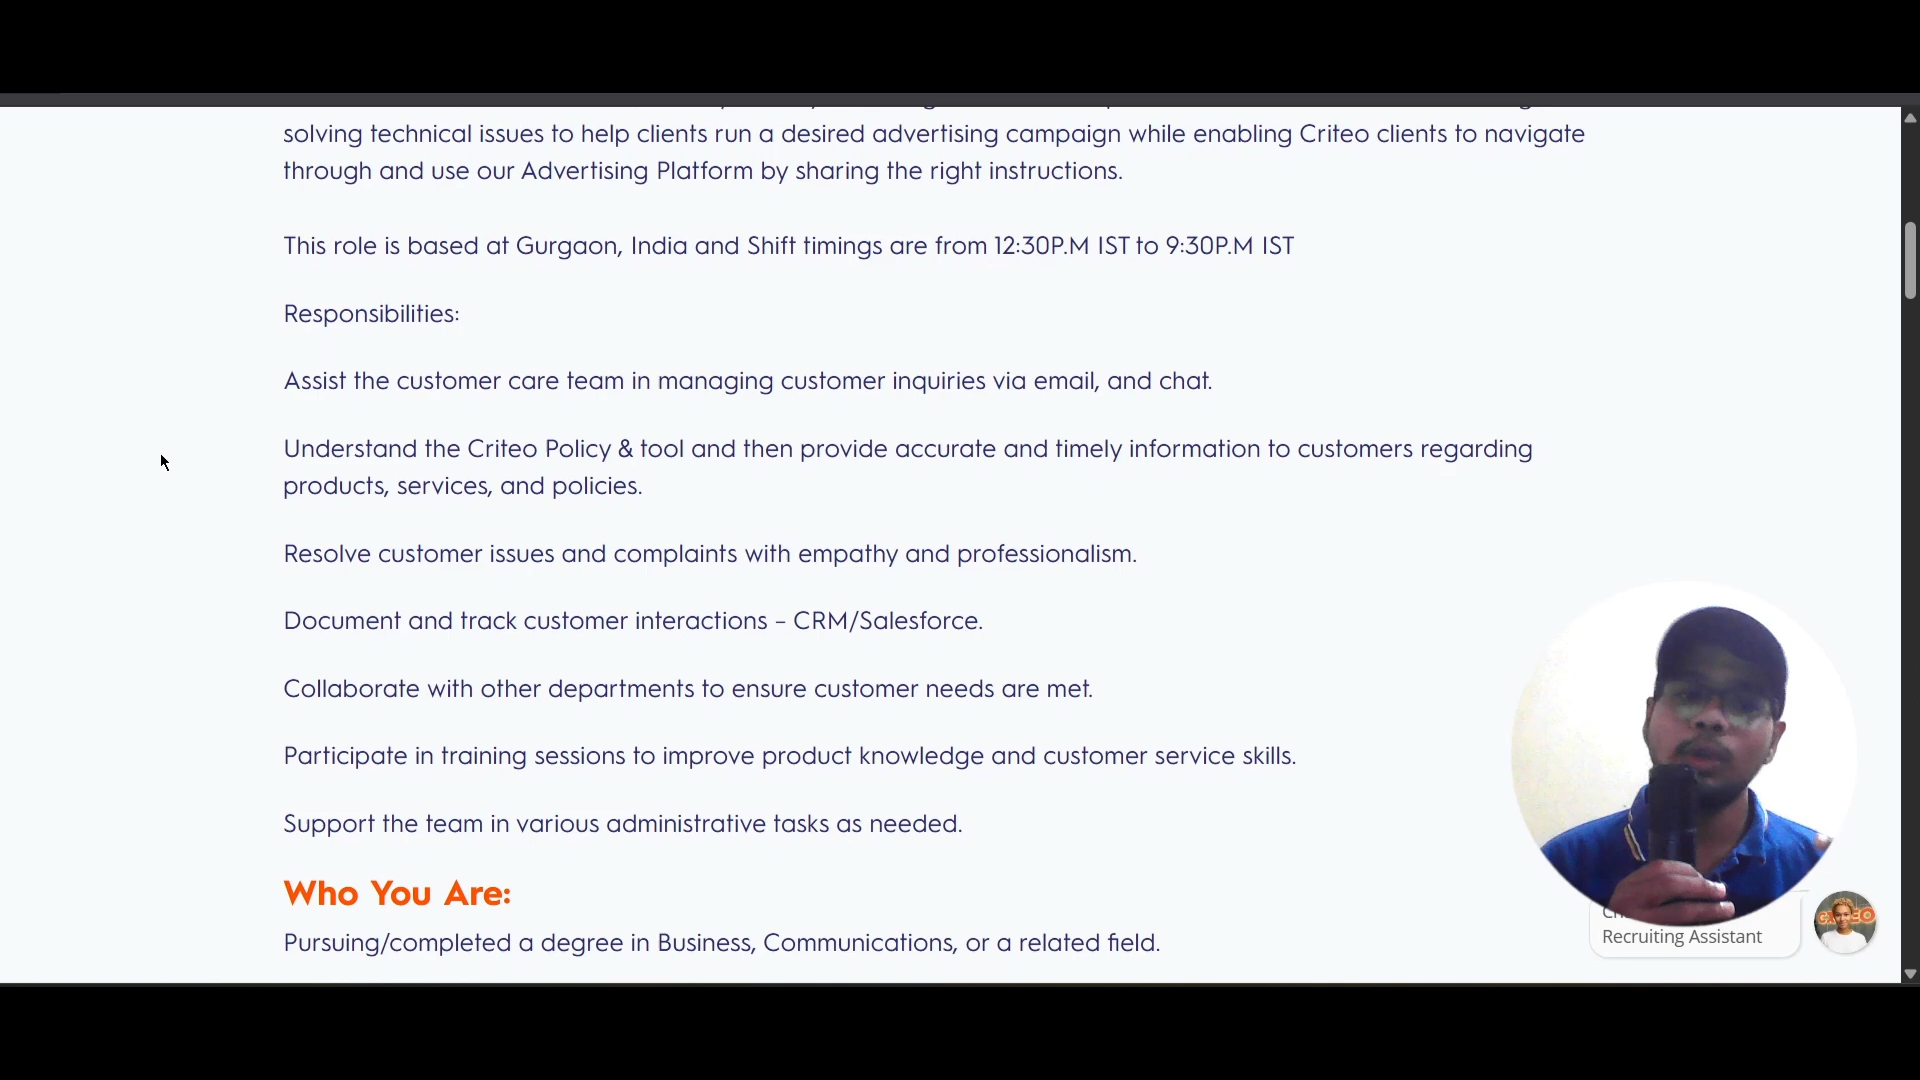 solving technical issues to help clients run a desired advertising campaign while enabling Criteo clients to navigate
through and use our Advertising Platform by sharing the right instructions.
This role is based at Gurgaon, India and Shift timings are from 12:30P.M IST to 9:30P.M IST
Responsibilities:
Assist the customer care team in managing customer inquiries via email, and chat.
Understand the Criteo Policy & tool and then provide accurate and timely information to customers regarding
products, services, and policies.
Resolve customer issues and complaints with empathy and professionalism.
Document and track customer interactions – CRM/Salesforce.
Collaborate with other departments to ensure customer needs are met.
Participate in training sessions to improve product knowledge and customer service skills.
Support the team in various administrative tasks as needed.
Who You Are:
Pursuing/completed a degree in Business, Communications, or a related field.
Recruiting Assistant